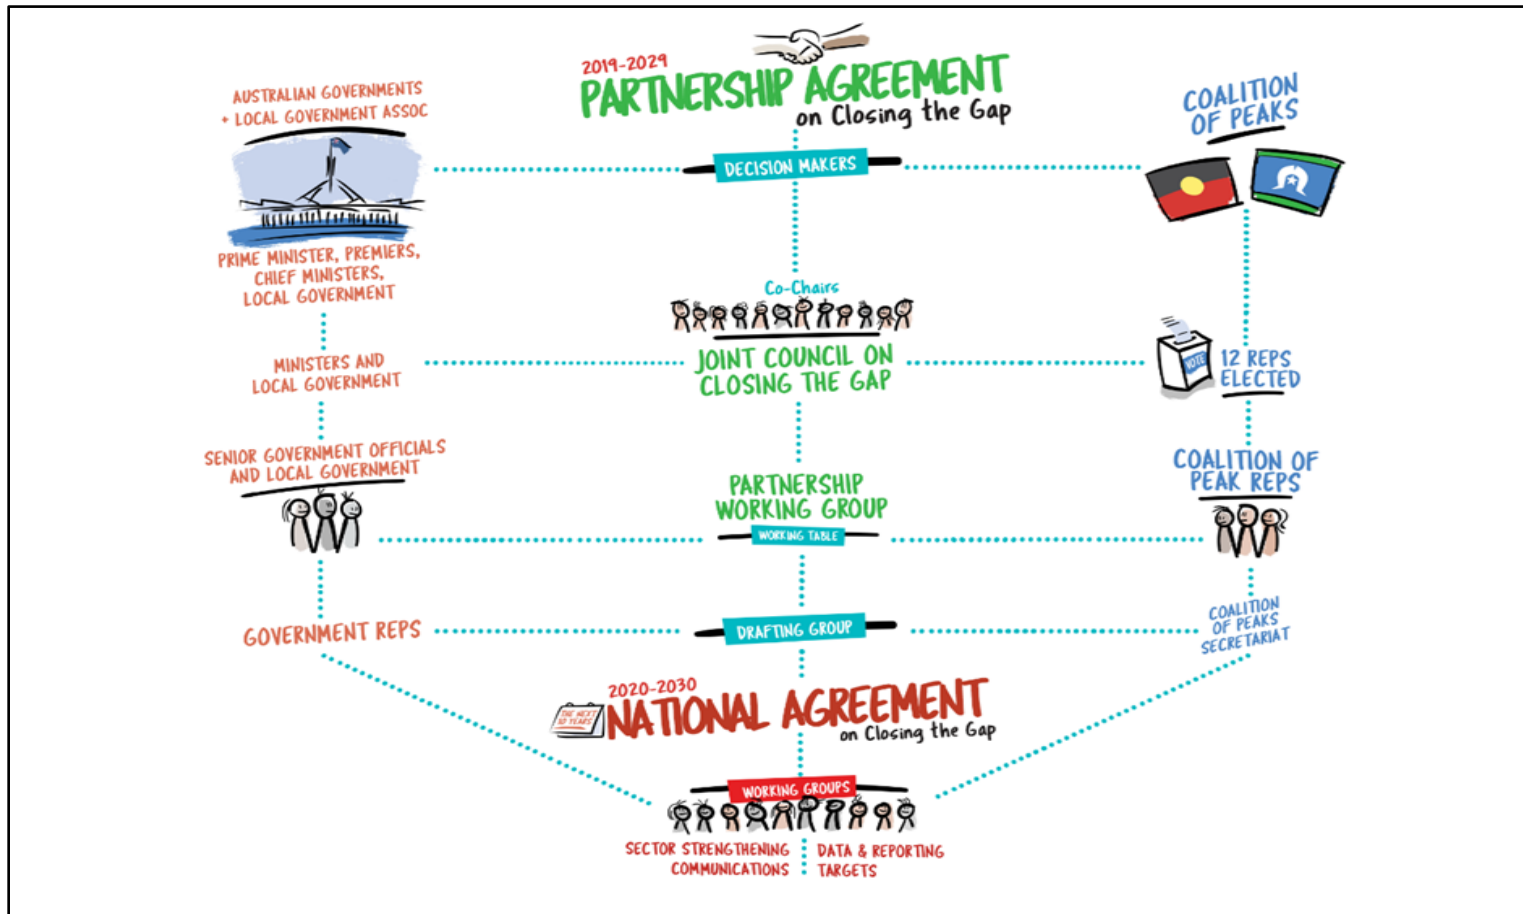 2019-2029
PARTNERSHIP AGREEMENT
on Closing the Gap
AUSTRALIAN GOVERNMENTS
+ LOCAL GOVERNMENT ASSOC
COALITION
OF PEAKS
DECISION MAKERS
PRIME MINISTER, PREMIERS,
CHIEF MINISTERS,
LOCAL GOVERNMENT
Co-Chairs
JOINT COUNCIL ON
CLOSING THE GAP
MINISTERS AND
LOCAL GOVERNMENT
VOTE
12 REPS
ELECTED
SENIOR GOVERNMENT OFFICIALS
AND LOCAL GOVERNMENT
PARTNERSHIP
WORKING GROUP
WORKING TABLE
COALITION OF
PEAK REPS
GOVERNMENT REPS
DRAFTING GROUP
COALITION
OF PEAKS
SECRETARIAT
2020-2030
THE NEXT
10 YEARS
NATIONAL AGREEMENT
on Closing the Gap
WORKING GROUPS
SECTOR STRENGTHENING
COMMUNICATIONS
DATA & REPORTING
TARGETS